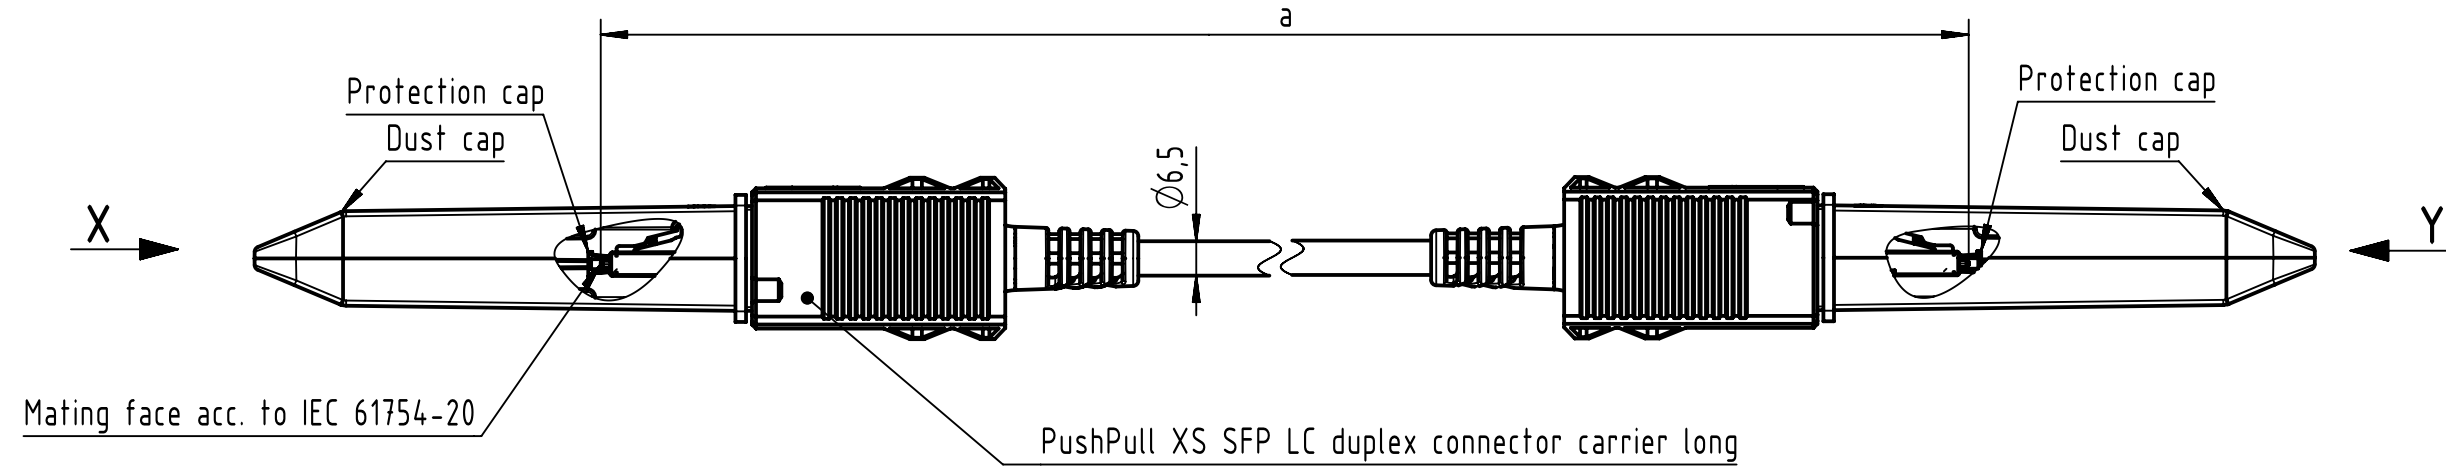 a
Protection cap
Dust cap
X
Ø6,5
Protection cap
Dust cap
Y
Mating face acc. to IEC 61754-20
PushPull XS SFP LC duplex connector carrier long